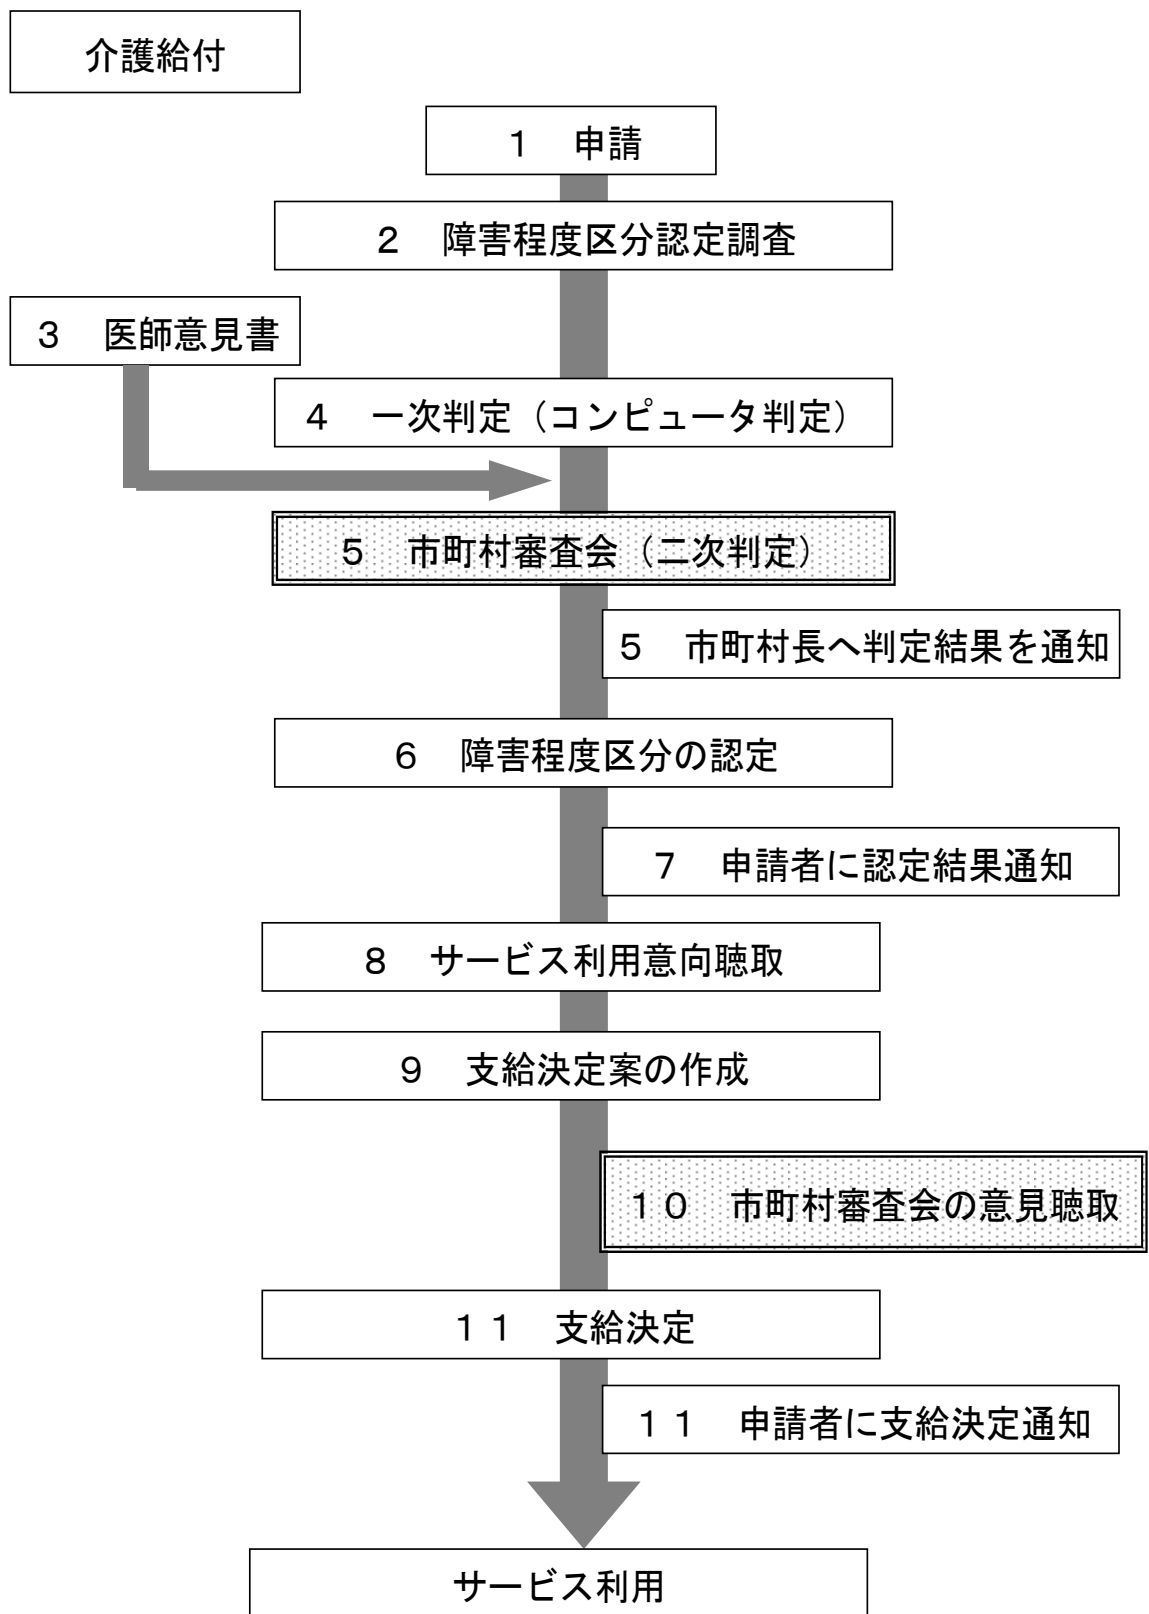 介護給付
１　申請
２　障害程度区分認定調査
３　医師意見書
４　一次判定（コンピュータ判定）
５　市町村審査会（二次判定）
５　市町村長へ判定結果を通知
６　障害程度区分の認定
７　申請者に認定結果通知
８　サービス利用意向聴取
９　支給決定案の作成
１０　市町村審査会の意見聴取
１１　支給決定
１１　申請者に支給決定通知
サービス利用